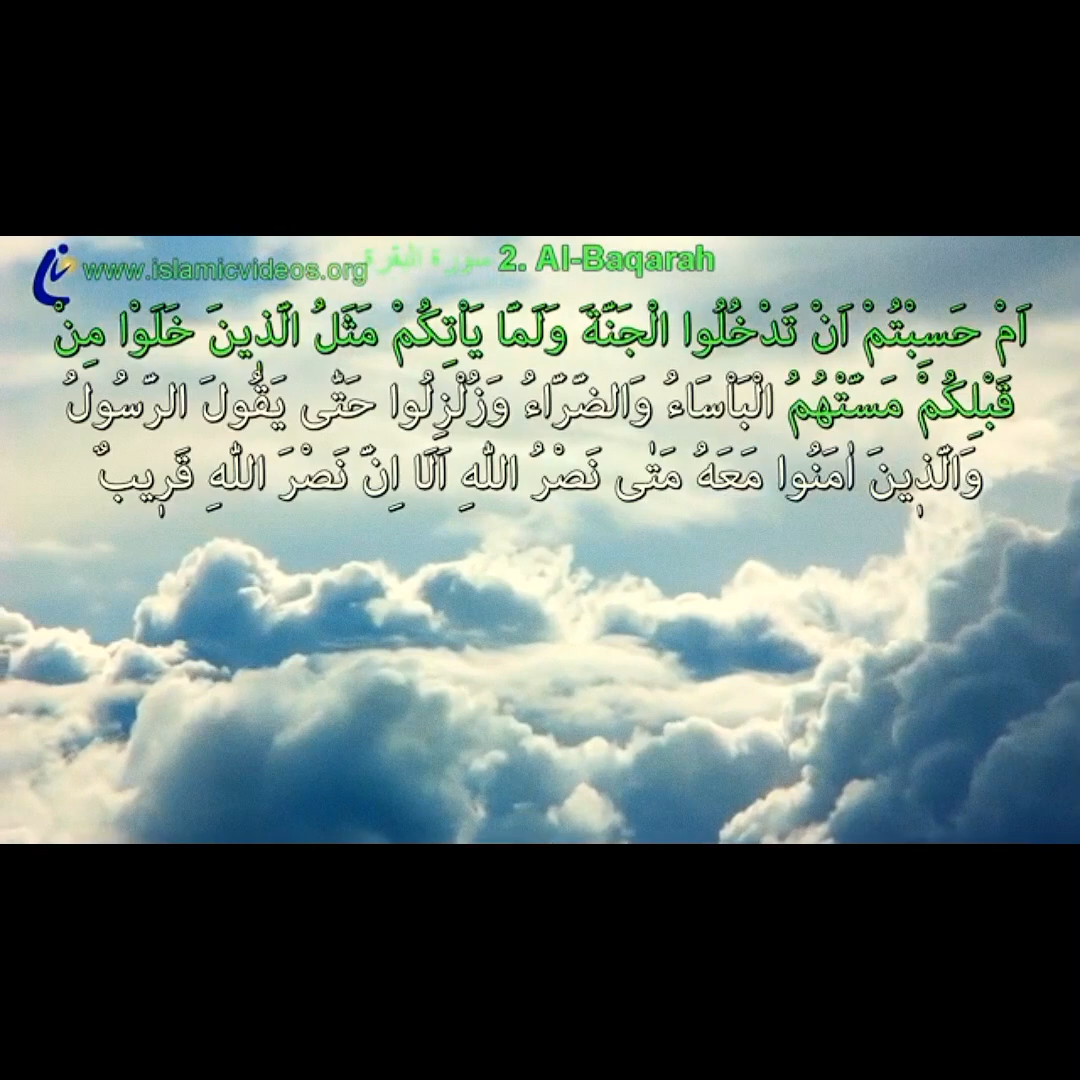 www.islamicvideos.org سورة البقرة 2. Al-Baqarah
اَمْ حَسِبْتُمْ اَنْ تَدْخُلُوا الْجَنَّةَ وَلَمَّا يَاْتِكُمْ مَثَلُ الَّذينَ خَلَوْا مِنْ
قَبْلِكُمْ مَسَّتْهُمُ الْبَاْسَاءُ وَالضَّرَّاءُ وَزُلْزِلُوا حَتّٰى يَقُولَ الرَّسُولُ
وَالَّذٖينَ اٰمَنُوا مَعَهُ مَتٰى نَصْرُ اللّٰهِ اَلَا اِنَّ نَصْرَ اللّٰهِ قَرٖيبٌ